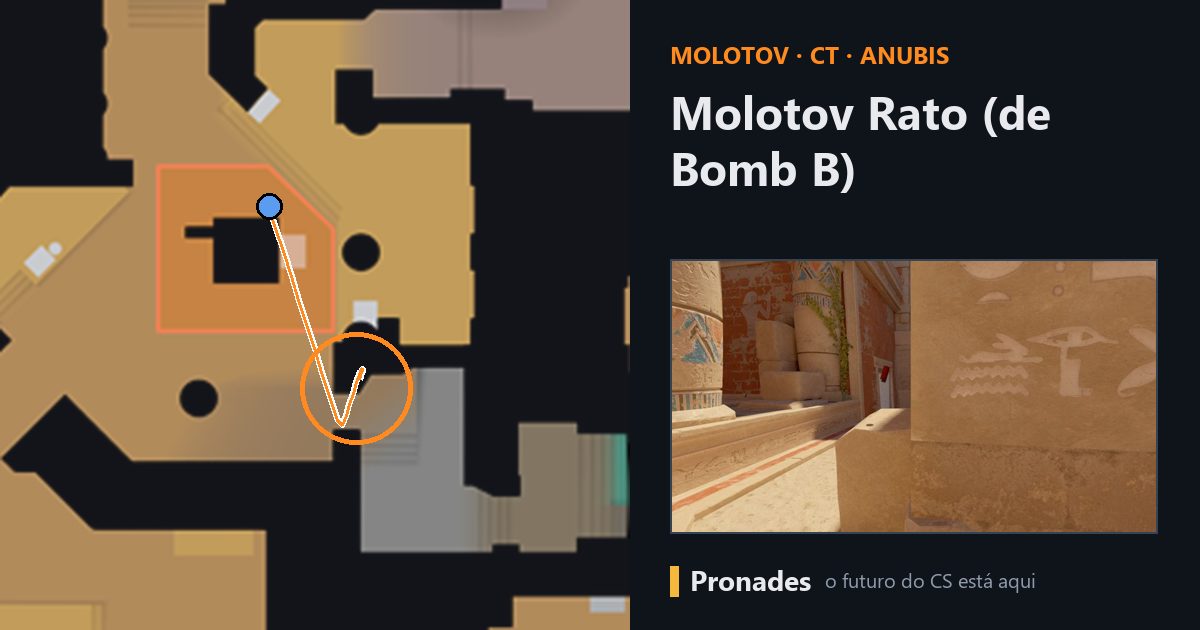 MOLOTOV · CT · ANUBIS
Molotov Rato (de
Bomb B)
Pronades o futuro do CS está aqui